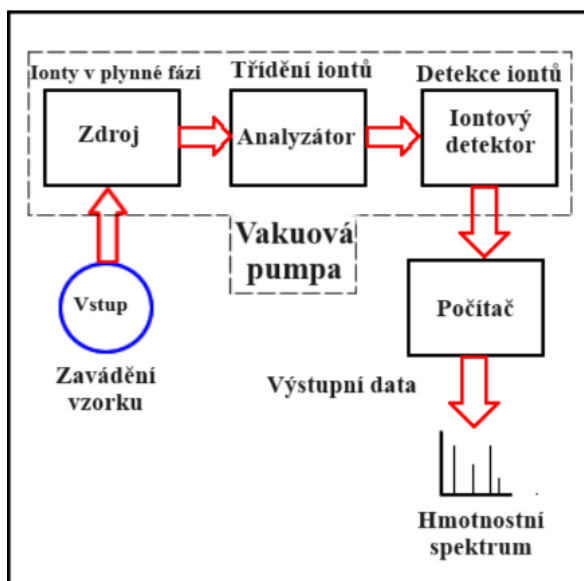 Ionty v plynné fázi
Třídění iontů
Detekce iontů
Zdroj
Analyzátor
Iontový
detektor
Vakuová
pumpa
Vstup
Počítač
Zavádění
vzorku
Výstupní data
Hmotnostní
spektrum